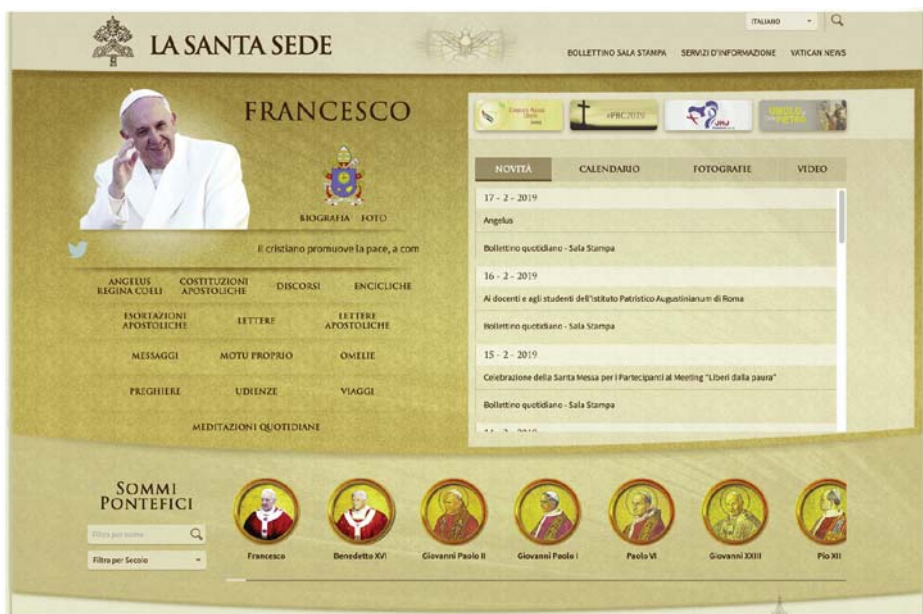 ITALIANO
LA SANTA SEDE
BOLLETTINO SALA STAMPA SERVIZI D'INFORMAZIONE VATICAN NEWS
FRANCESCO
BIOGRAFIA FOTO
Il cristiano promuove la pace, a com
ANGELUS REGINA COELI
COSTITUZIONI APOSTOLICHE
DISCORSI
ENCICLICHE
ESORTAZIONI APOSTOLICHE
LETTERE
LETTERE APOSTOLICHE
MESSAGGI
MOTU PROPRIO
OMELIE
PREGHIERE
UDIENZE
VIAGGI
MEDITAZIONI QUOTIDIANE
#PBC2019
JMJ
OBOLO
PIETRO
NOVITÀ CALENDARIO FOTOGRAFIE VIDEO
17 - 2 - 2019
Angelus
Bollettino quotidiano - Sala Stampa
16 - 2 - 2019
Ai docenti e agli studenti dell'Istituto Patristico Augustinianum di Roma
Bollettino quotidiano - Sala Stampa
15 - 2 - 2019
Celebrazione della Santa Messa per i Partecipanti al Meeting "Liberi dalla paura"
Bollettino quotidiano - Sala Stampa
SOMMI
PONTEFICI
Filtra per nome
Filtra per Secolo
Francesco
Benedetto XVI
Giovanni Paolo II
Giovanni Paolo I
Paolo VI
Giovanni XXIII
Pio XII